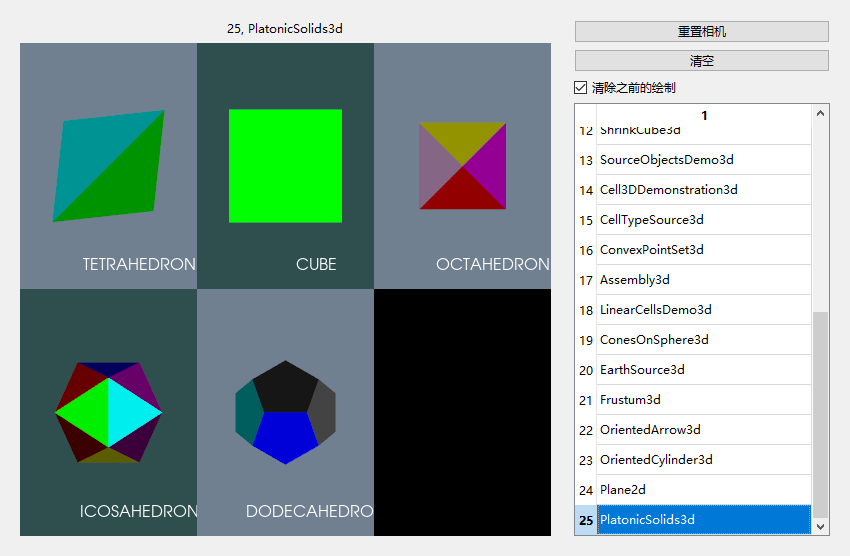 25, PlatonicSolids3d
TETRAHEDRON
CUBE
OCTAHEDRON
ICOSAHEDRON
DODECAHEDRO
重置相机
清空
清除之前的绘制
1
12 ShrinkCube3d
13 SourceObjectsDemo3d
14 Cell3DDemonstration3d
15 CellTypeSource3d
16 ConvexPointSet3d
17 Assembly3d
18 LinearCellsDemo3d
19 ConesOnSphere3d
20 EarthSource3d
21 Frustum3d
22 OrientedArrow3d
23 OrientedCylinder3d
24 Plane2d
25 PlatonicSolids3d